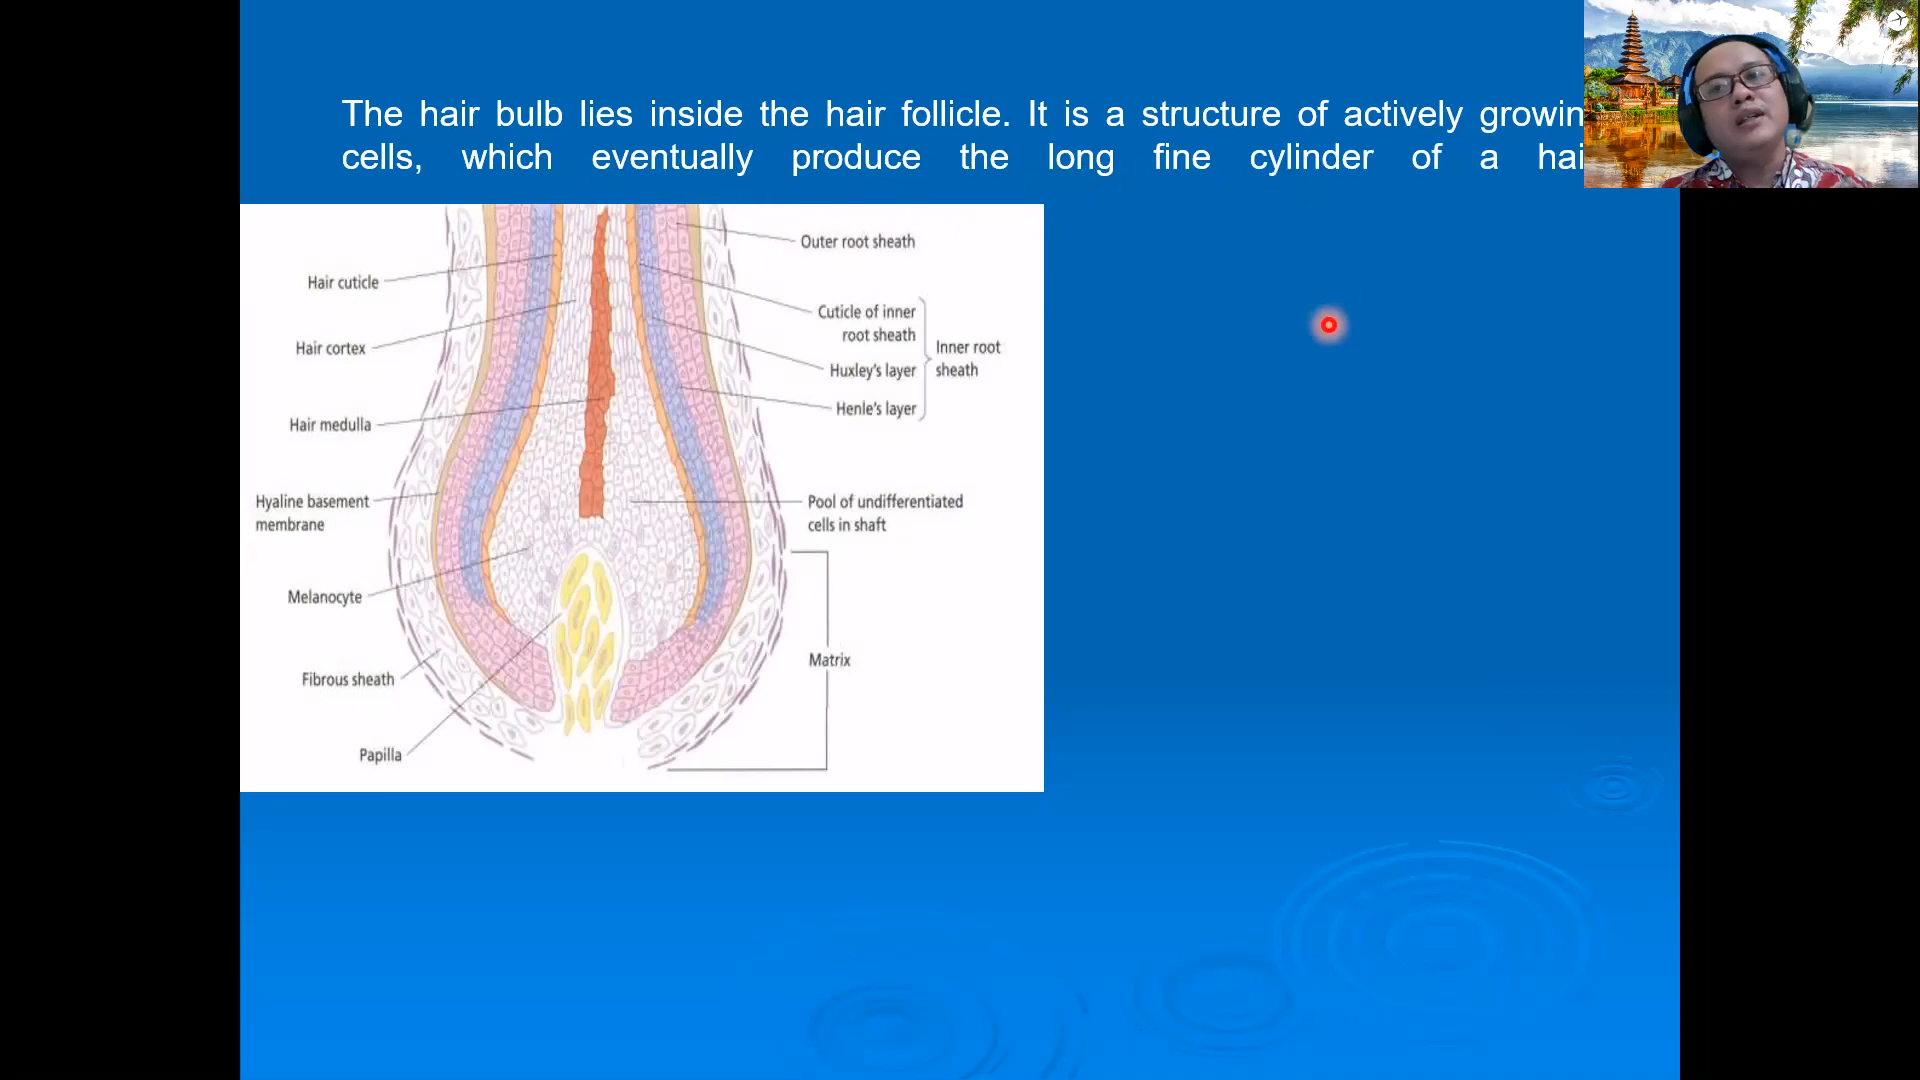 The hair bulb lies inside the hair follicle. It is a structure of actively growin
cells, which eventually produce the long fine cylinder of a hai
Outer root sheath
Hair cuticle
Cuticle of inner
root sheath
Hair cortex
Inner root
sheath
Huxley's layer
Henle's layer
Hair medulla
Hyaline basement
membrane
Pool of undifferentiated
cells in shaft
Melanocyte
Matrix
Fibrous sheath
Papilla